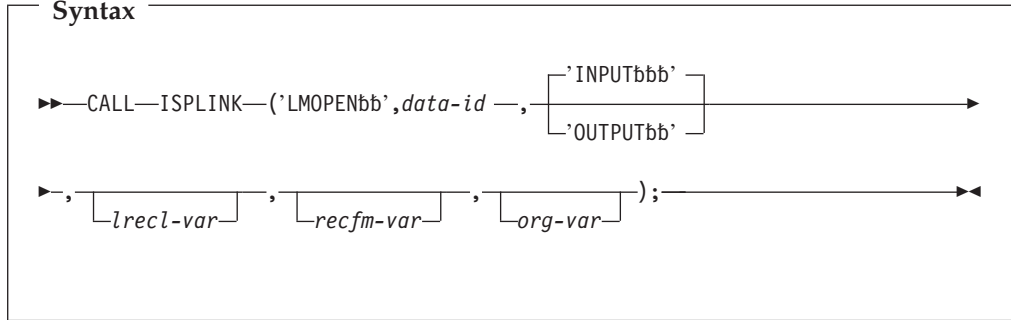 Syntax
'INPUTƀƀƀ'
►►—CALL—ISPLINK—('LMOPENƀƀ',data-id—,
'OUTPUTƀƀ'
►—, , , );—►◄
lrecl-var recfm-var org-var